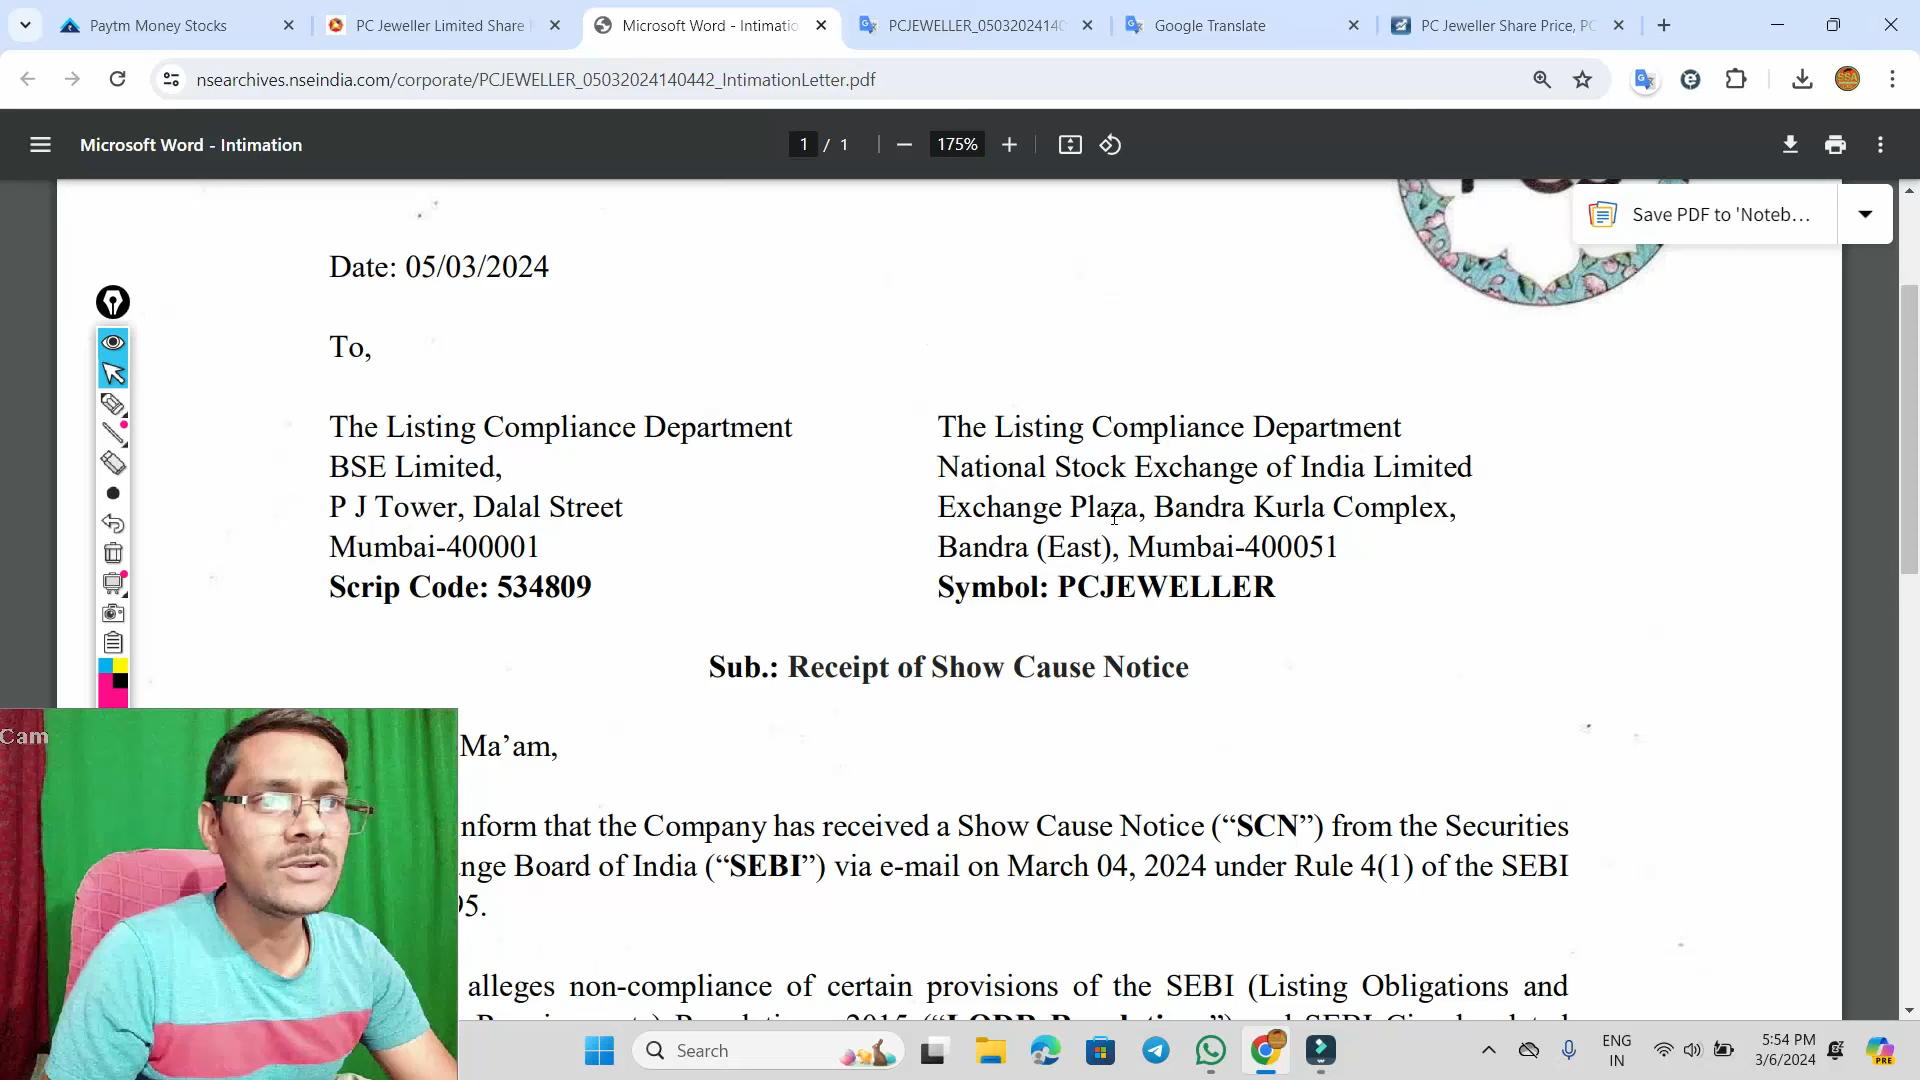 Paytm Money Stocks
PC Jeweller Limited Share
Microsoft Word - Intimatio
PCJEWELLER_0503202414
Google Translate
PC Jeweller Share Price, PC
nsearchives.nseindia.com/corporate/PCJEWELLER_05032024140442_IntimationLetter.pdf
Microsoft Word - Intimation
1 / 1
175%
Save PDF to 'Noteb...
Date: 05/03/2024
To,
The Listing Compliance Department
BSE Limited,
P J Tower, Dalal Street
Mumbai-400001
Scrip Code: 534809
The Listing Compliance Department
National Stock Exchange of India Limited
Exchange Plaza, Bandra Kurla Complex,
Bandra (East), Mumbai-400051
Symbol: PCJEWELLER
Sub.: Receipt of Show Cause Notice
Ma’am,
nform that the Company has received a Show Cause Notice (“SCN”) from the Securities
nge Board of India (“SEBI”) via e-mail on March 04, 2024 under Rule 4(1) of the SEBI
95.
alleges non-compliance of certain provisions of the SEBI (Listing Obligations and
Cam
Search
ENG
IN
5:54 PM
3/6/2024
PRE